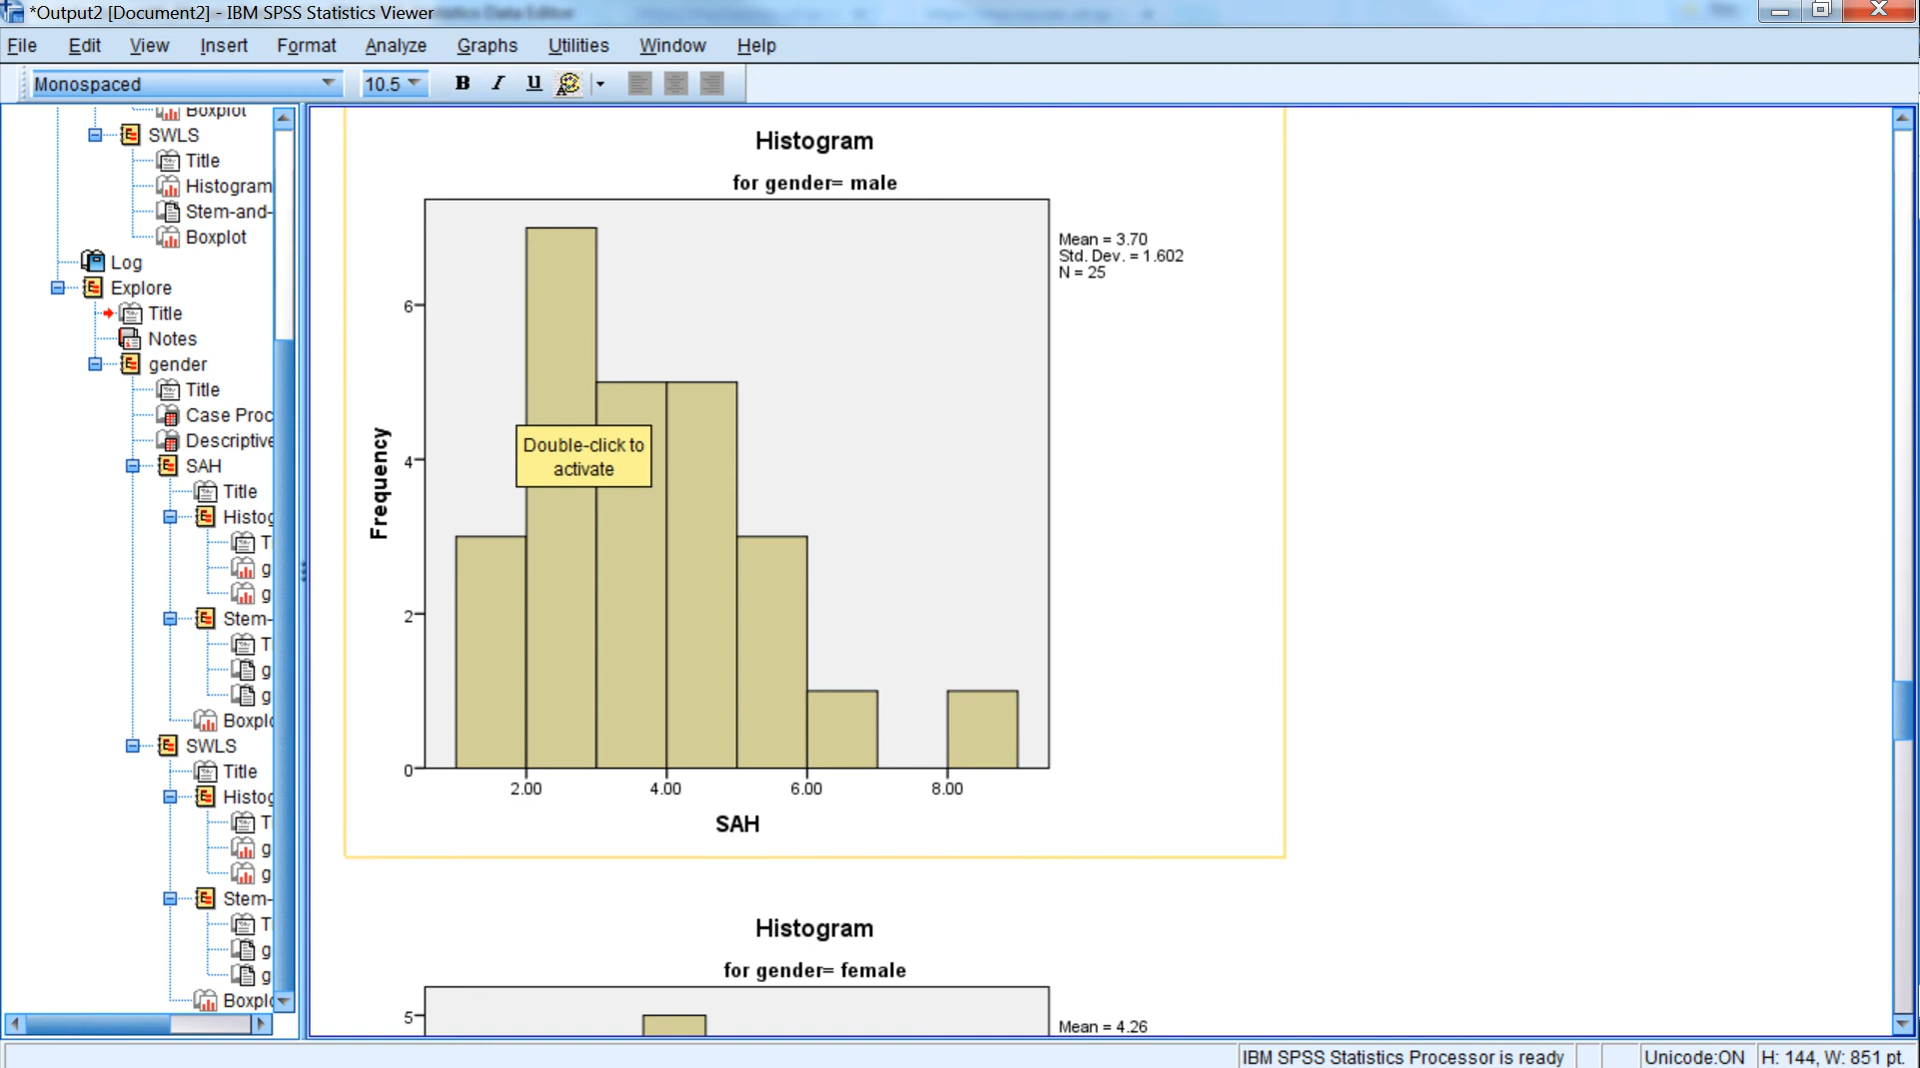 *Output2 [Document2] - IBM SPSS Statistics Viewer
File Edit View Insert Format Analyze Graphs Utilities Window Help
Monospaced 10.5 B I U
Boxplot
SWLS
Title
Histogram
Stem-and-
Boxplot
Log
Explore
Title
Notes
gender
Title
Case Proc
Descriptive
SAH
Title
Histog
T
g
g
Stem-
T
g
g
Boxplo
SWLS
Title
Histog
T
g
g
Stem-
T
g
g
Boxplo
Histogram
for gender= male
Mean = 3.70
Std. Dev. = 1.602
N = 25
Frequency
6
4
2
0
Double-click to
activate
2.00 4.00 6.00 8.00
SAH
Histogram
for gender= female
5
Mean = 4.26
IBM SPSS Statistics Processor is ready Unicode:ON H: 144, W: 851 pt.